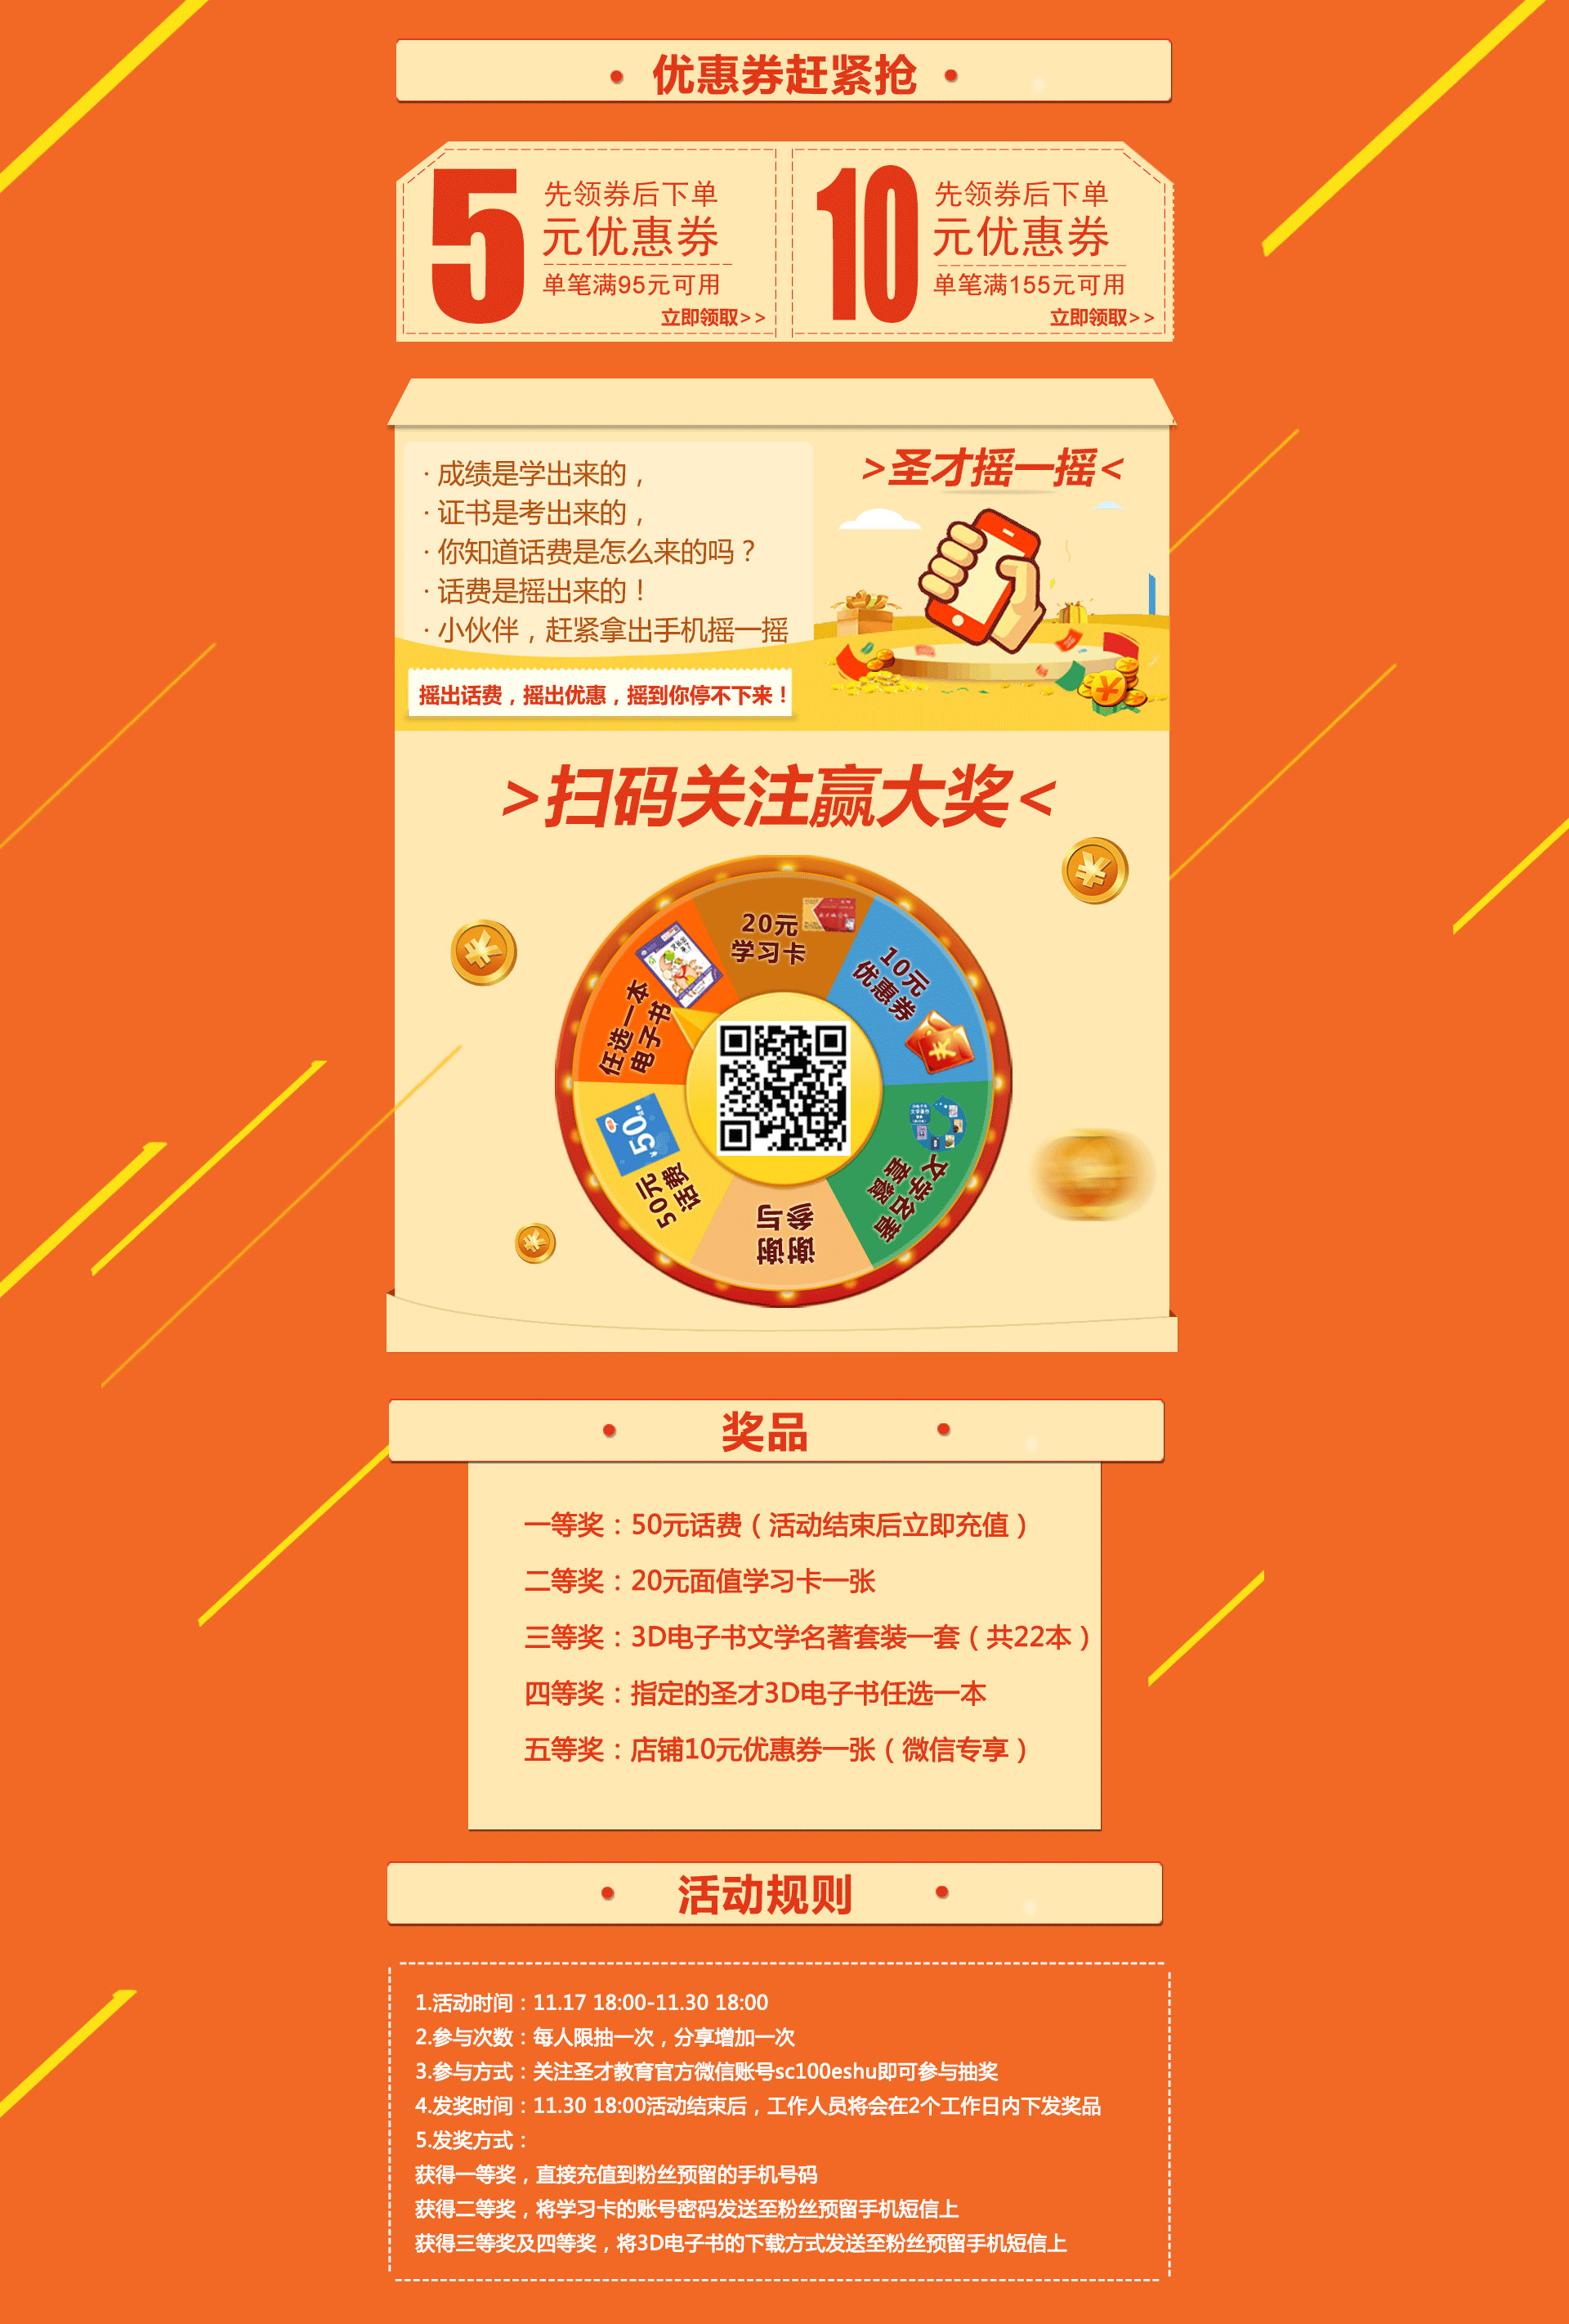 优惠券赶紧抢
5
先领券后下单
元优惠券
单笔满95元可用
立即领取>>
10
先领券后下单
元优惠券
单笔满155元可用
立即领取>>
·成绩是学出来的，
·证书是考出来的，
·你知道话费是怎么来的吗？
·话费是摇出来的！
·小伙伴，赶紧拿出手机摇一摇
摇出话费，摇出优惠，摇到你停不下来！
>圣才摇一摇<
>扫码关注赢大奖<
20元
学习卡
10元
优惠券
文学名著
套装
谢谢
参与
50元
话费
50
任选一本
电子书
奖品
一等奖：50元话费（活动结束后立即充值）
二等奖：20元面值学习卡一张
三等奖：3D电子书文学名著套装一套（共22本）
四等奖：指定的圣才3D电子书任选一本
五等奖：店铺10元优惠券一张（微信专享）
活动规则
1.活动时间：11.17 18:00-11.30 18:00
2.参与次数：每人限抽一次，分享增加一次
3.参与方式：关注圣才教育官方微信账号sc100eshu即可参与抽奖
4.发奖时间：11.30 18:00活动结束后，工作人员将会在2个工作日内下发奖品
5.发奖方式：
获得一等奖，直接充值到粉丝预留的手机号码
获得二等奖，将学习卡的账号密码发送至粉丝预留手机短信上
获得三等奖及四等奖，将3D电子书的下载方式发送至粉丝预留手机短信上